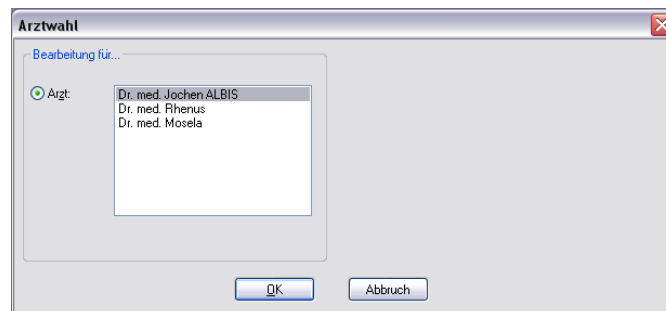 Arztwahl
Bearbeitung für...
Arzt:
Dr. med. Jochen ALBIS
Dr. med. Rhenus
Dr. med. Mosela
OK
Abbruch